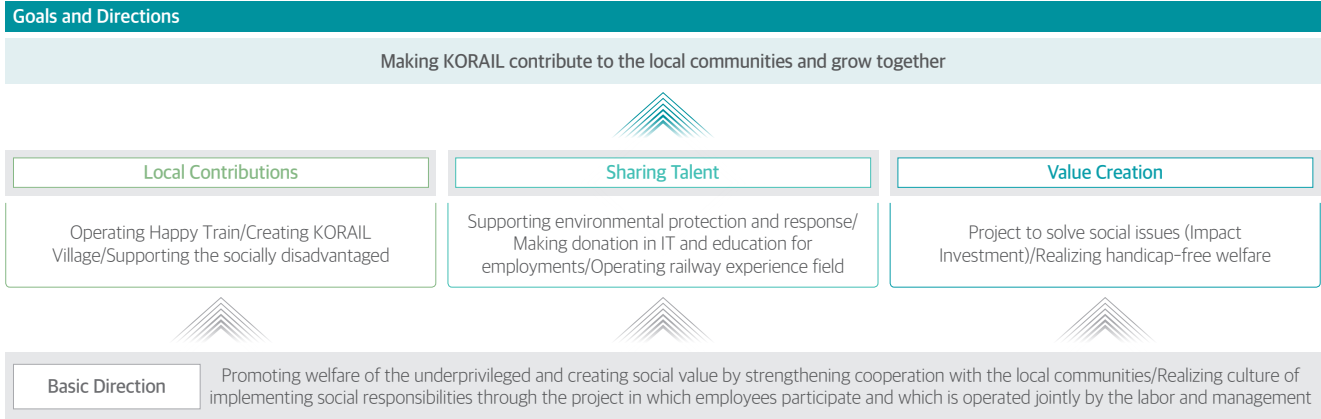 Goals and Directions
Making KORAIL contribute to the local communities and grow together
Local Contributions
Operating Happy Train/Creating KORAIL
Village/Supporting the socially disadvantaged
Sharing Talent
Supporting environmental protection and response/
Making donation in IT and education for
employments/Operating railway experience field
Value Creation
Project to solve social issues (Impact
Investment)/Realizing handicap-free welfare
Basic Direction
Promoting welfare of the underprivileged and creating social value by strengthening cooperation with the local communities/Realizing culture of
implementing social responsibilities through the project in which employees participate and which is operated jointly by the labor and management